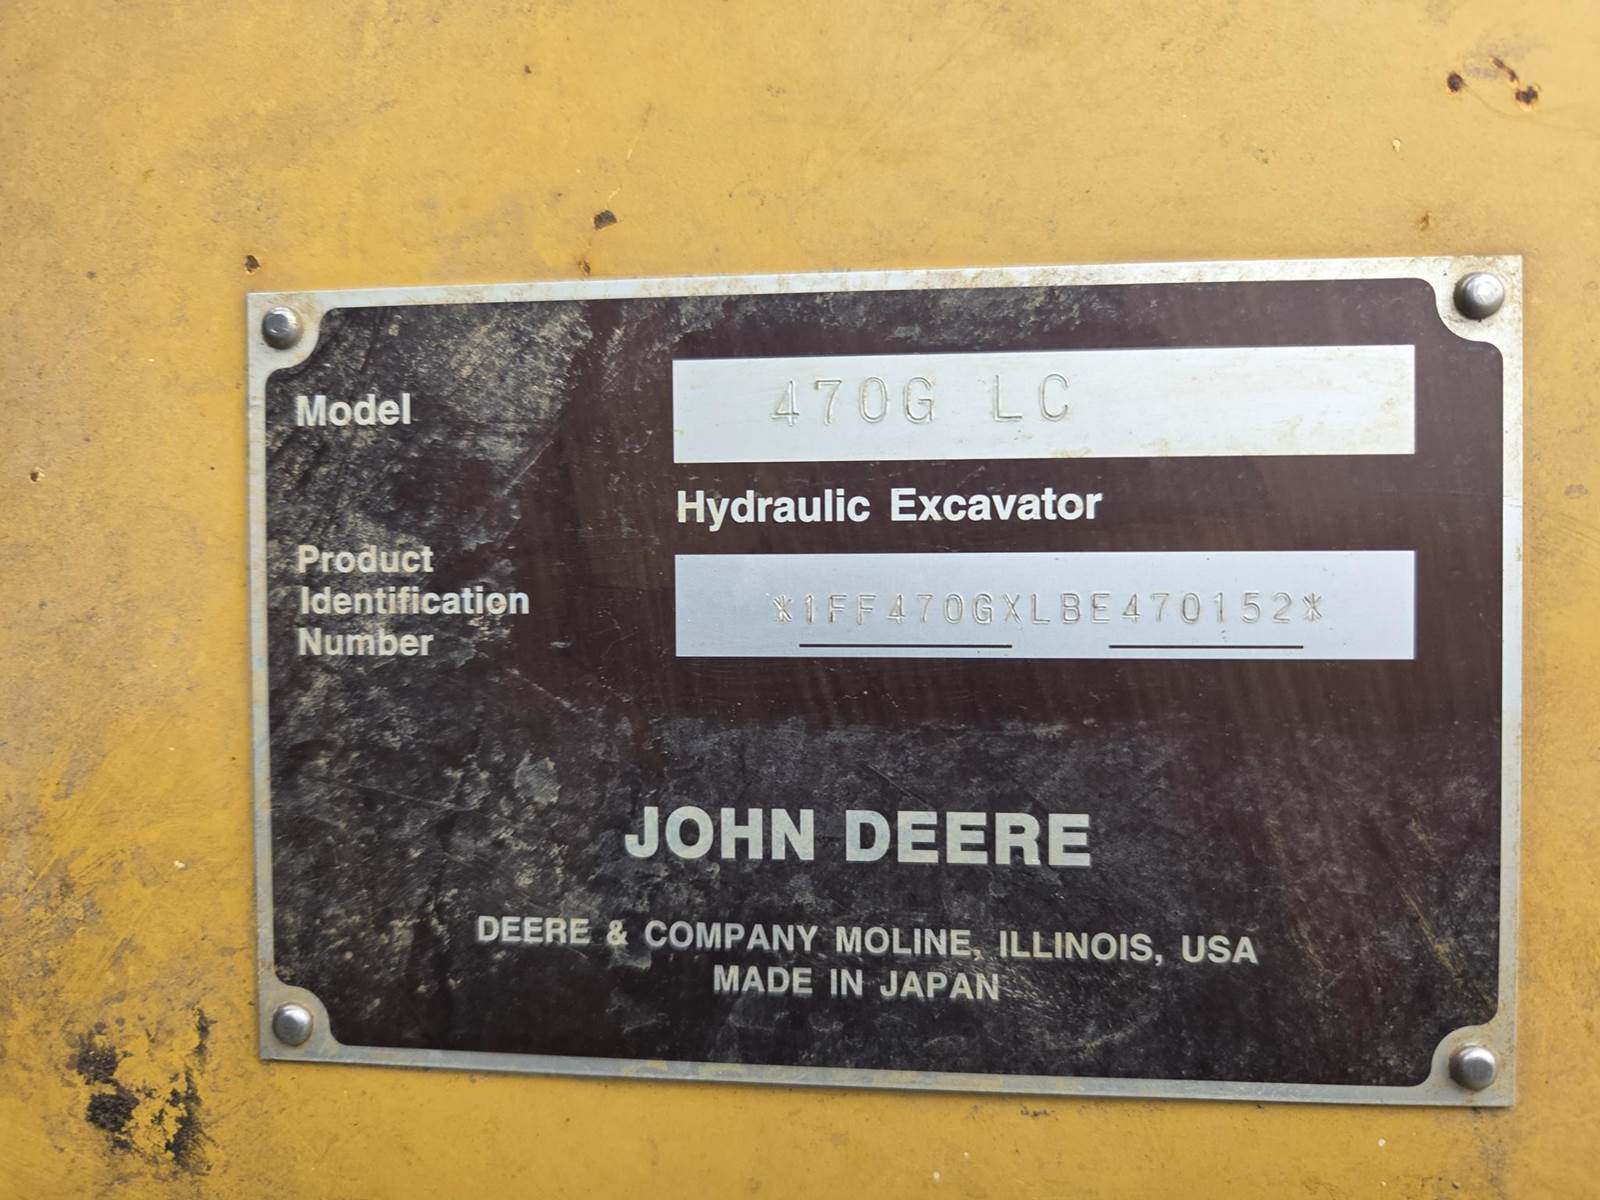 Model
470G LC
Hydraulic Excavator
Product
Identification
Number
*1FF470GXLBE470152*
JOHN DEERE
DEERE & COMPANY MOLINE, ILLINOIS, USA
MADE IN JAPAN